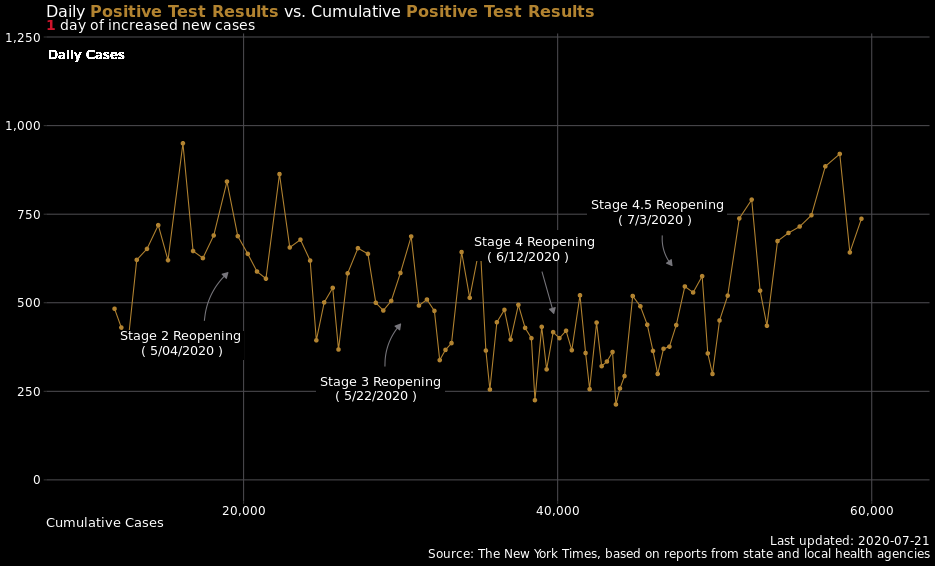 Daily Positive Test Results vs. Cumulative Positive Test Results
1 day of increased new cases
1,250
Daily Cases
1,000
750
Stage 4.5 Reopening
( 7/3/2020 )
Stage 4 Reopening
( 6/12/2020 )
500
Stage 2 Reopening
( 5/04/2020 )
Stage 3 Reopening
( 5/22/2020 )
250
0
20,000
40,000
60,000
Cumulative Cases
Last updated: 2020-07-21
Source: The New York Times, based on reports from state and local health agencies